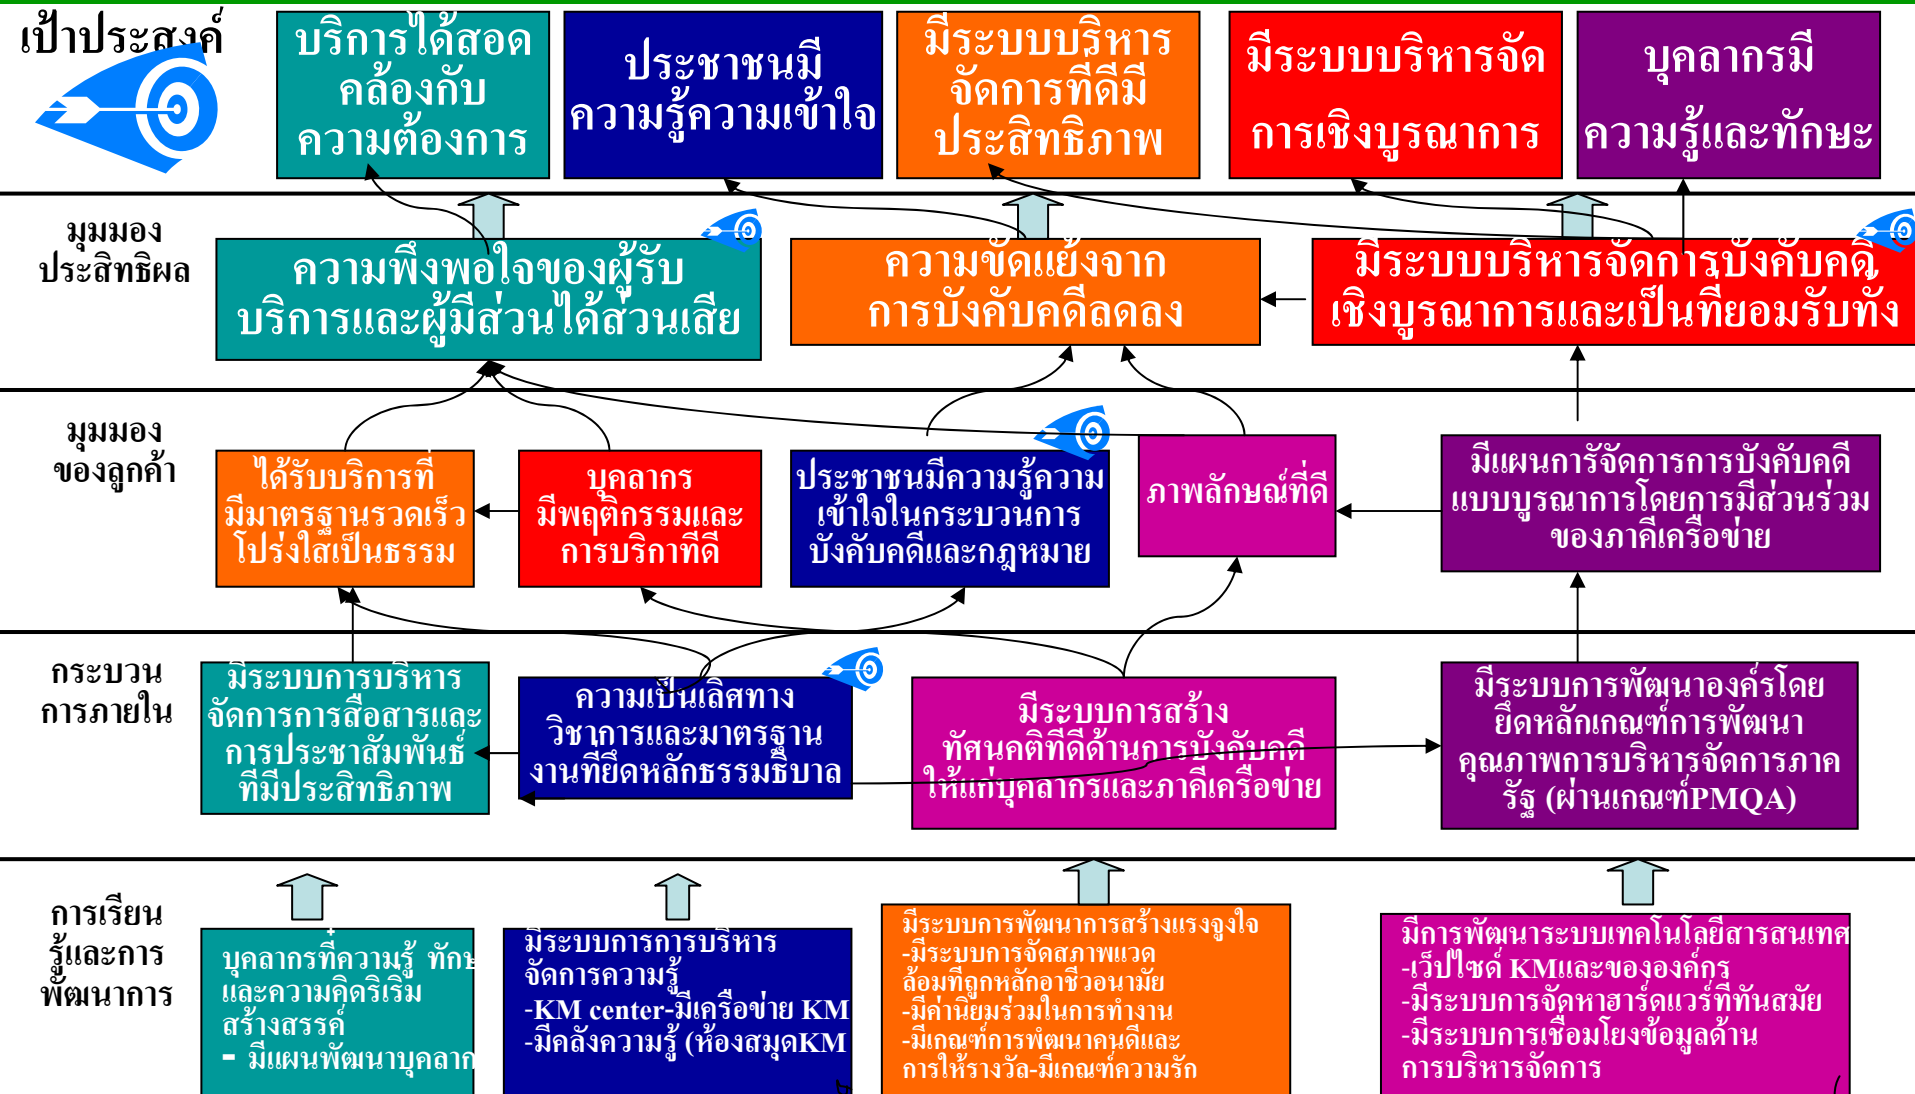 เป้าประสงค์
บริการได้สอด
คล้องกับ
ความต้องการ
ประชาชนมี
ความรู้ความเข้าใจ
มีระบบบริหาร
จัดการที่ดีมี
ประสิทธิภาพ
มีระบบบริหารจัด
การเชิงบูรณาการ
บุคลากรมี
ความรู้และทักษะ
มุมมอง
ประสิทธิผล
ความพึงพอใจของผู้รับ
บริการและผู้มีส่วนได้ส่วนเสีย
ความขัดแย้งจาก
การบังคับคดีลดลง
มีระบบบริหารจัดการบังคับคดี
เชิงบูรณาการและเป็นที่ยอมรับทั้ง
มุมมอง
ของลูกค้า
ได้รับบริการที่
มีมาตรฐานรวดเร็ว
โปร่งใสเป็นธรรม
บุคลากร
มีพฤติกรรมและ
การบริกาที่ดี
ประชาชนมีความรู้ความ
เข้าใจในกระบวนการ
บังคับคดีและกฎหมาย
ภาพลักษณ์ที่ดี
มีแผนการจัดการการบังคับคดี
แบบบูรณาการโดยการมีส่วนร่วม
ของภาคีเครือข่าย
กระบวน
การภายใน
มีระบบการบริหาร
จัดการการสื่อสารและ
การประชาสัมพันธ์
ที่มีประสิทธิภาพ
ความเป็นเลิศทาง
วิชาการและมาตรฐาน
งานที่ยึดหลักธรรมธิบาล
มีระบบการสร้าง
ทัศนคติที่ดีด้านการบังคับคดี
ให้แก่บุคลากรและภาคีเครือข่าย
มีระบบการพัฒนาองค์รโดย
ยึดหลักเกณฑ์การพัฒนา
คุณภาพการบริหารจัดการภาค
รัฐ (ผ่านเกณฑ์PMQA)
การเรียน
รู้และการ
พัฒนาการ
บุคลากรที่ความรู้ ทักษ
และความคิดริเริ่ม
สร้างสรรค์
- มีแผนพัฒนาบุคลาก
มีระบบการการบริหาร
จัดการความรู้
-KM center-มีเครือข่าย KM
-มีคลังความรู้ (ห้องสมุดKM
มีระบบการพัฒนาการสร้างแรงจูงใจ
-มีระบบการจัดสภาพแวด
ล้อมที่ถูกหลักอาชีวอนามัย
-มีค่านิยมร่วมในการทำงาน
-มีเกณฑ์การพํฒนาคนดีและ
การให้รางวัล-มีเกณฑ์ความรัก
มีการพัฒนาระบบเทคโนโลยีสารสนเทศ
-เว็ปไซด์ KMและขององค์กร
-มีระบบการจัดหาฮาร์ดแวร์ที่ทันสมัย
-มีระบบการเชื่อมโยงข้อมูลด้าน
การบริหารจัดการ